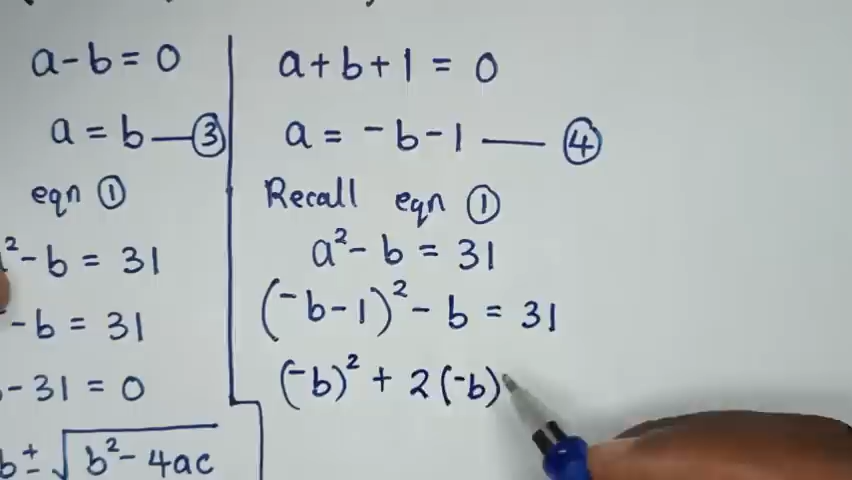 a - b = 0
a = b — ③
eqn ①
² - b = 31
- b = 31
- 31 = 0
b ± √b² - 4ac
a + b + 1 = 0
a = -b - 1 — ④
Recall eqn ①
a² - b = 31
(-b - 1)² - b = 31
(-b)² + 2(-b)